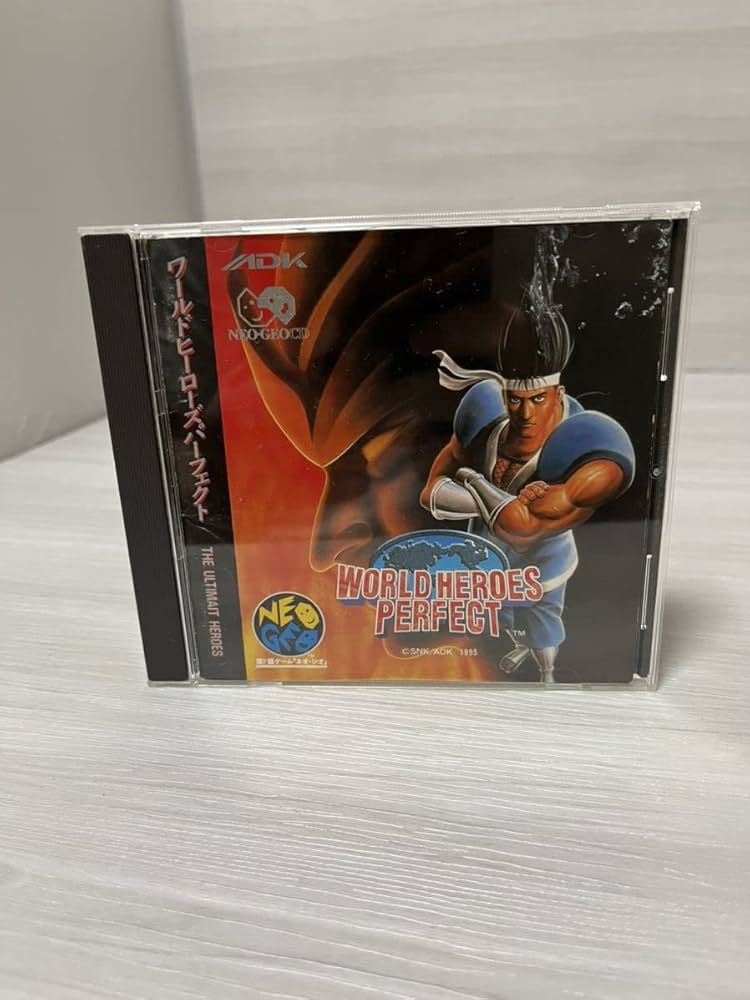 ワールドヒーローズパーフェクト
THE ULTIMAIT HEROES
ADK
NEO·GEO CD
WORLD HEROES
PERFECT
TM
©SNK/ADK 1995
NEO
GEO